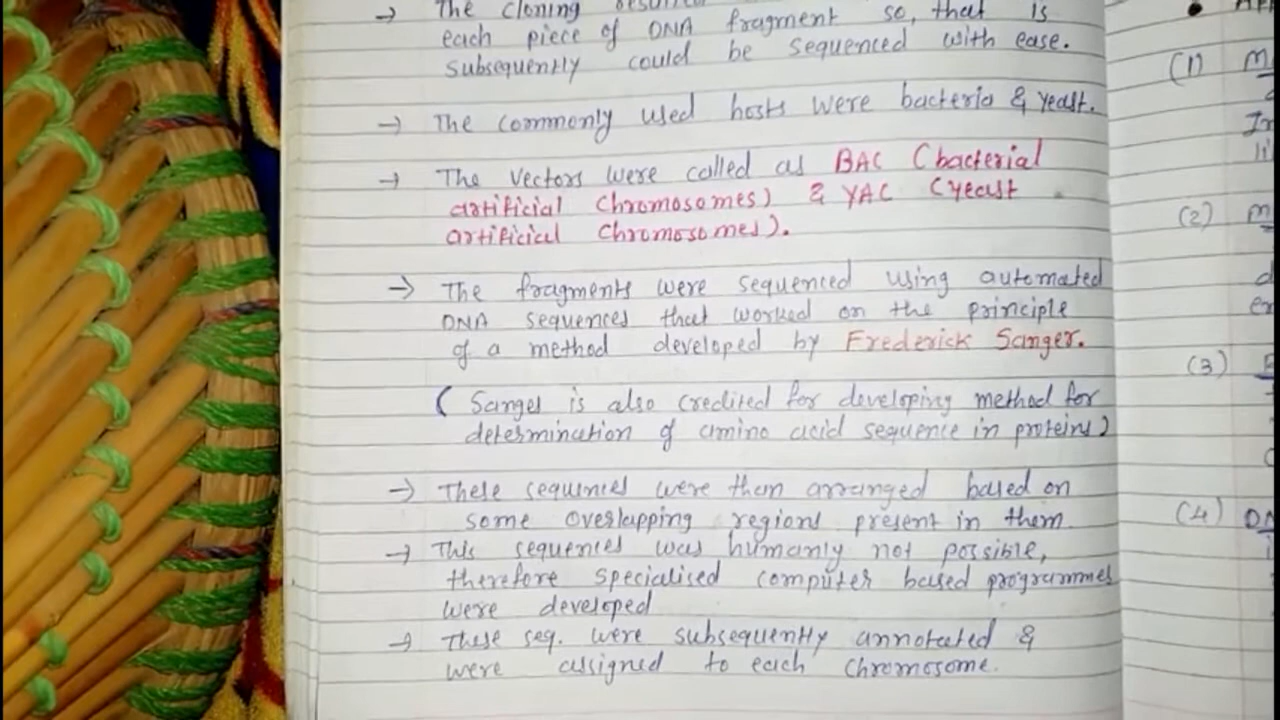 → The cloning
each piece of DNA fragment so, that is
subsequently could be sequenced with ease.
→ The commonly used hosts were bacteria & yeast.
→ The vectors were called as BAC (bacterial
artificial chromosomes) & YAC (yeast
artificial chromosomes).
→ The fragments were sequenced using automated
DNA sequences that worked on the principle
of a method developed by Frederick Sanger.
( Sanger is also credited for developing method for
determination of amino acid sequence in proteins)
→ These sequences were then arranged based on
some overlapping regions present in them
→ This sequences was humanly not possible,
therefore specialised computer based programmes
were developed
→ These seq. were subsequently annotated &
were assigned to each chromosome.
(1)
(2)
(3)
(4)